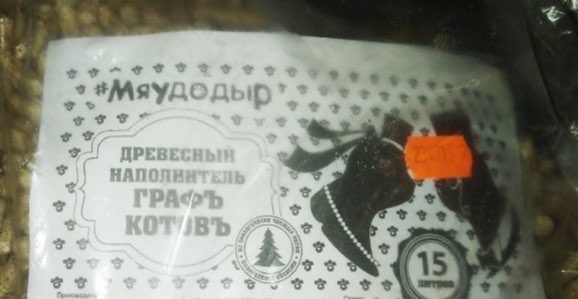 #Мяудодыр
ДРЕВЕСНЫЙ
НАПОЛНИТЕЛЬ
ГРАФЪ
КОТОВЪ
15
литров